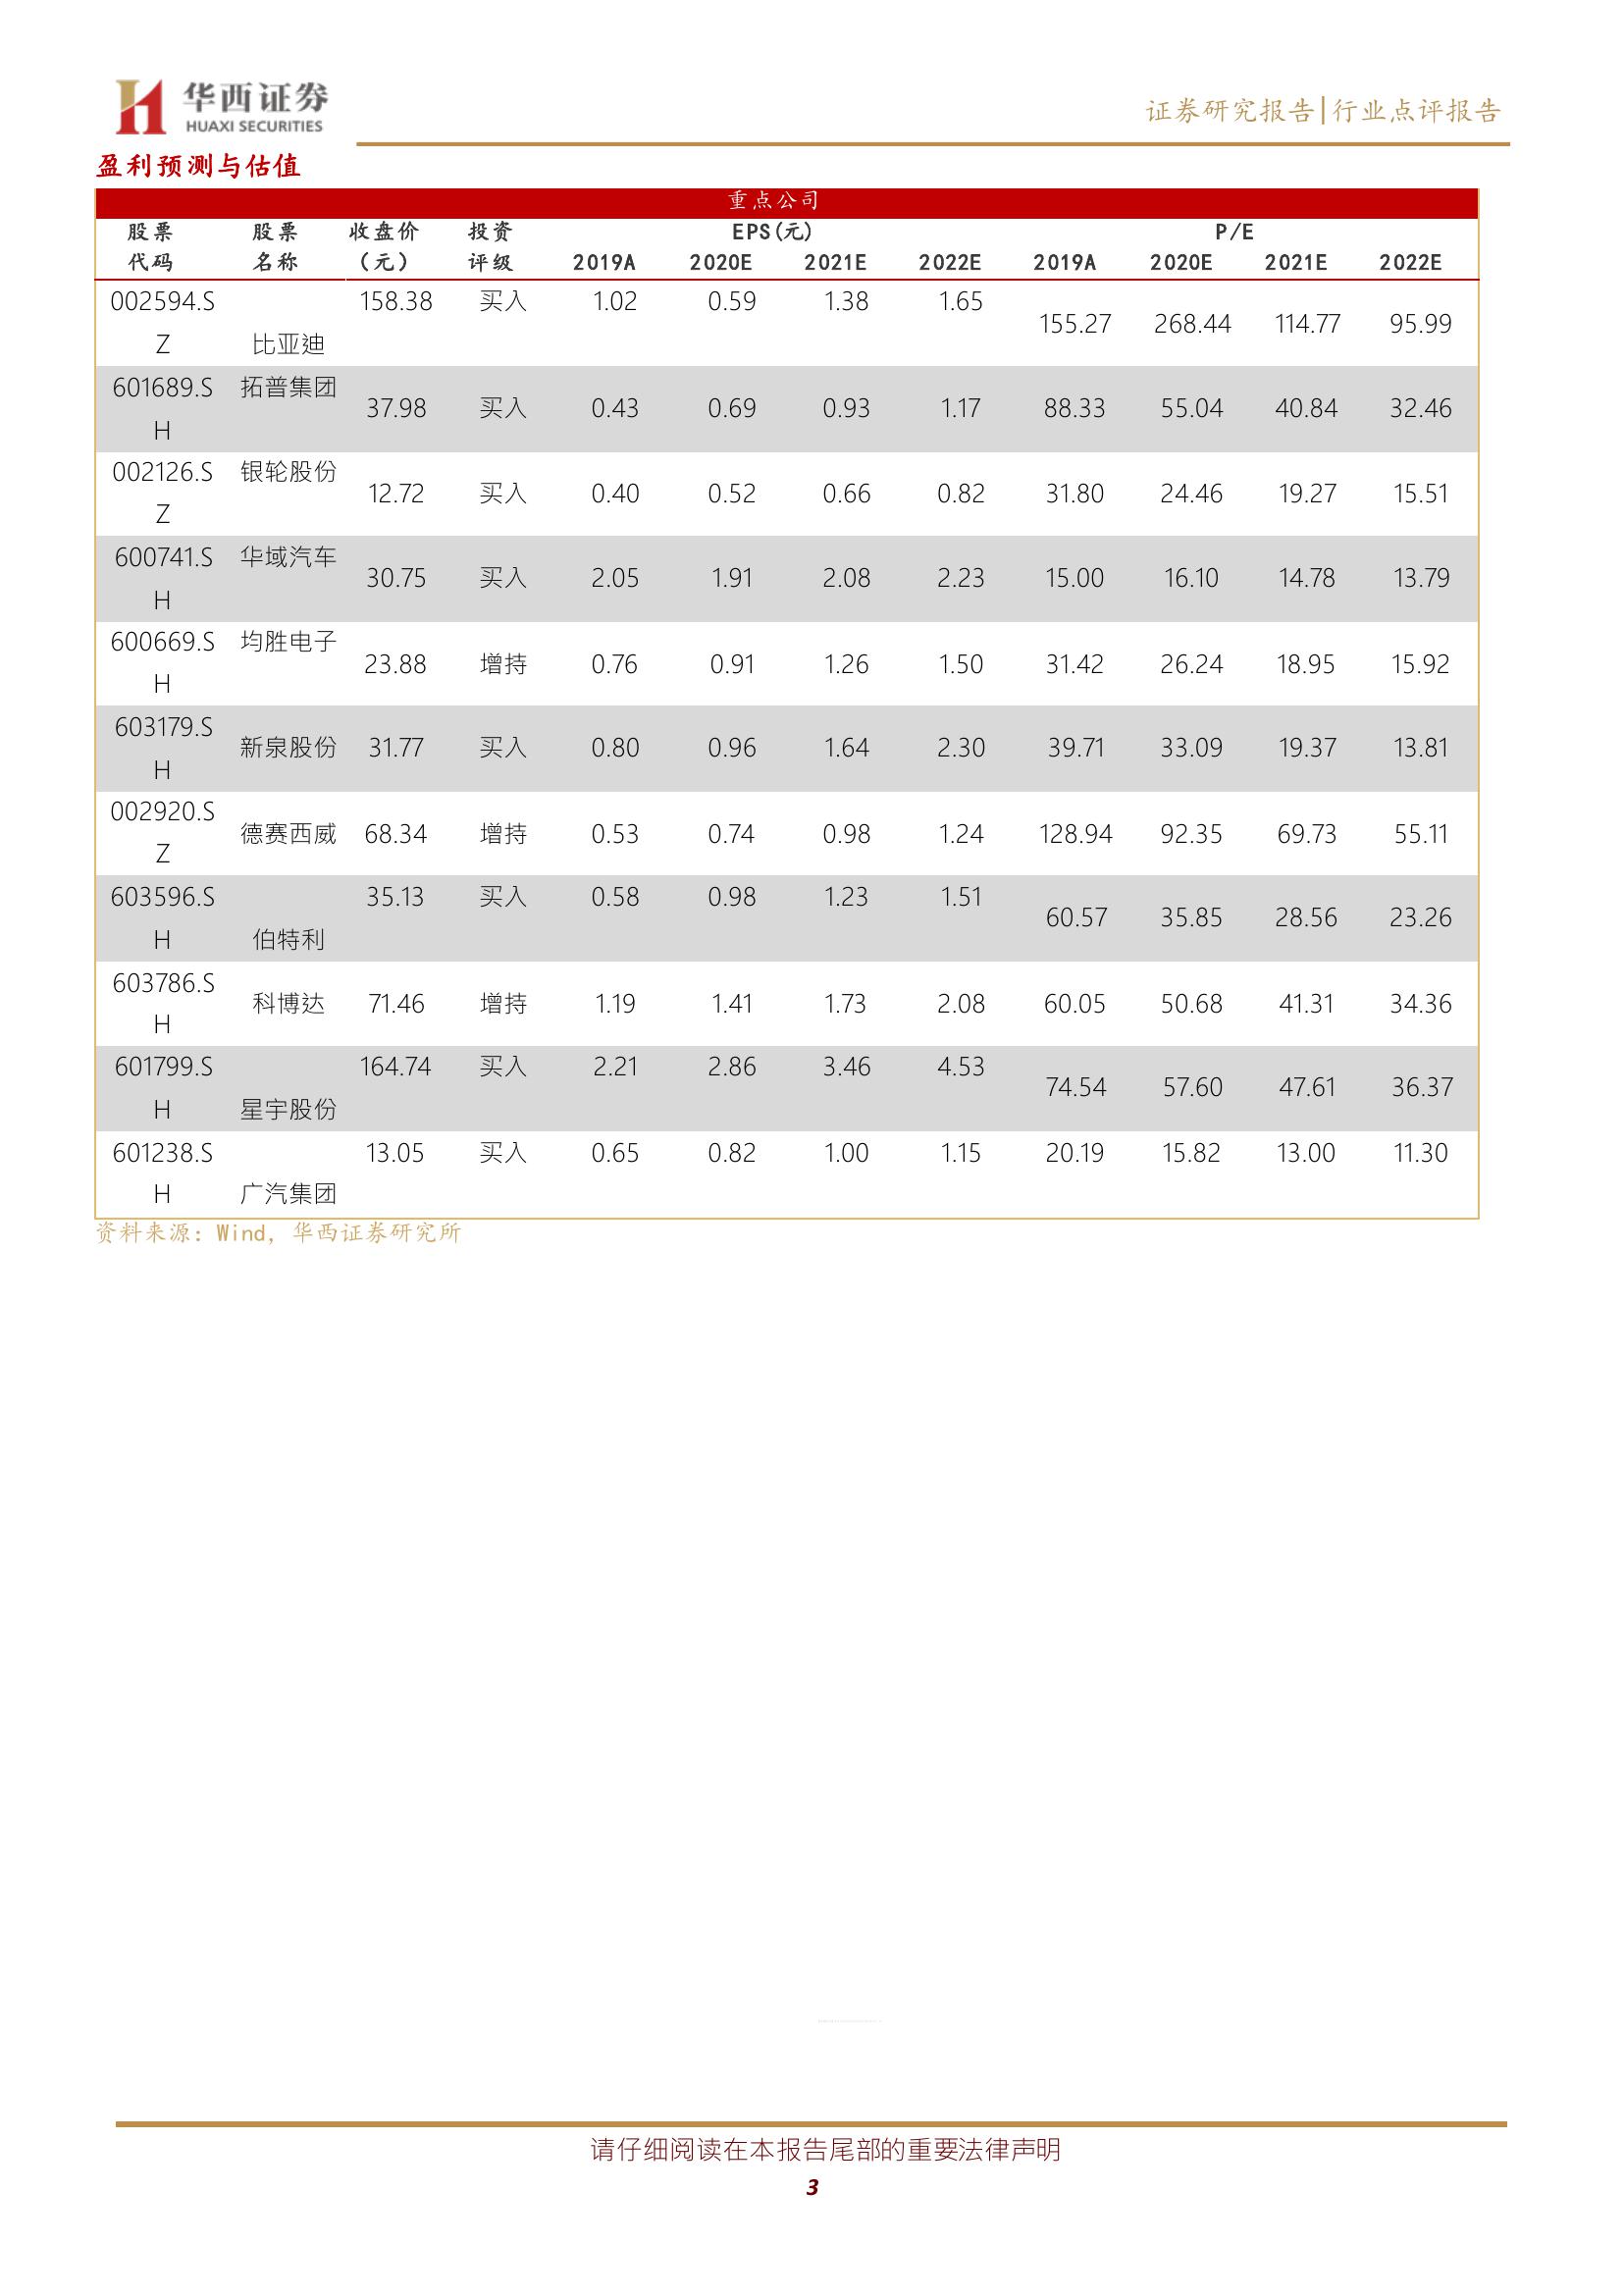 华西证券
HUAXI SECURITIES
证券研究报告|行业点评报告
盈利预测与估值
重点公司
股票 股票 收盘价 投资 EPS(元) P/E
代码 名称 (元) 评级 2019A 2020E 2021E 2022E 2019A 2020E 2021E 2022E
002594.S 158.38 买入 1.02 0.59 1.38 1.65
155.27 268.44 114.77 95.99
Z 比亚迪
601689.S 拓普集团
37.98 买入 0.43 0.69 0.93 1.17 88.33 55.04 40.84 32.46
H
002126.S 银轮股份
12.72 买入 0.40 0.52 0.66 0.82 31.80 24.46 19.27 15.51
Z
600741.S 华域汽车
30.75 买入 2.05 1.91 2.08 2.23 15.00 16.10 14.78 13.79
H
600669.S 均胜电子
23.88 增持 0.76 0.91 1.26 1.50 31.42 26.24 18.95 15.92
H
603179.S
新泉股份 31.77 买入 0.80 0.96 1.64 2.30 39.71 33.09 19.37 13.81
H
002920.S
德赛西威 68.34 增持 0.53 0.74 0.98 1.24 128.94 92.35 69.73 55.11
Z
603596.S 35.13 买入 0.58 0.98 1.23 1.51
60.57 35.85 28.56 23.26
H 伯特利
603786.S
科博达 71.46 增持 1.19 1.41 1.73 2.08 60.05 50.68 41.31 34.36
H
601799.S 164.74 买入 2.21 2.86 3.46 4.53
74.54 57.60 47.61 36.37
H 星宇股份
601238.S 13.05 买入 0.65 0.82 1.00 1.15 20.19 15.82 13.00 11.30
H 广汽集团
资料来源：Wind，华西证券研究所
请仔细阅读在本报告尾部的重要法律声明
3